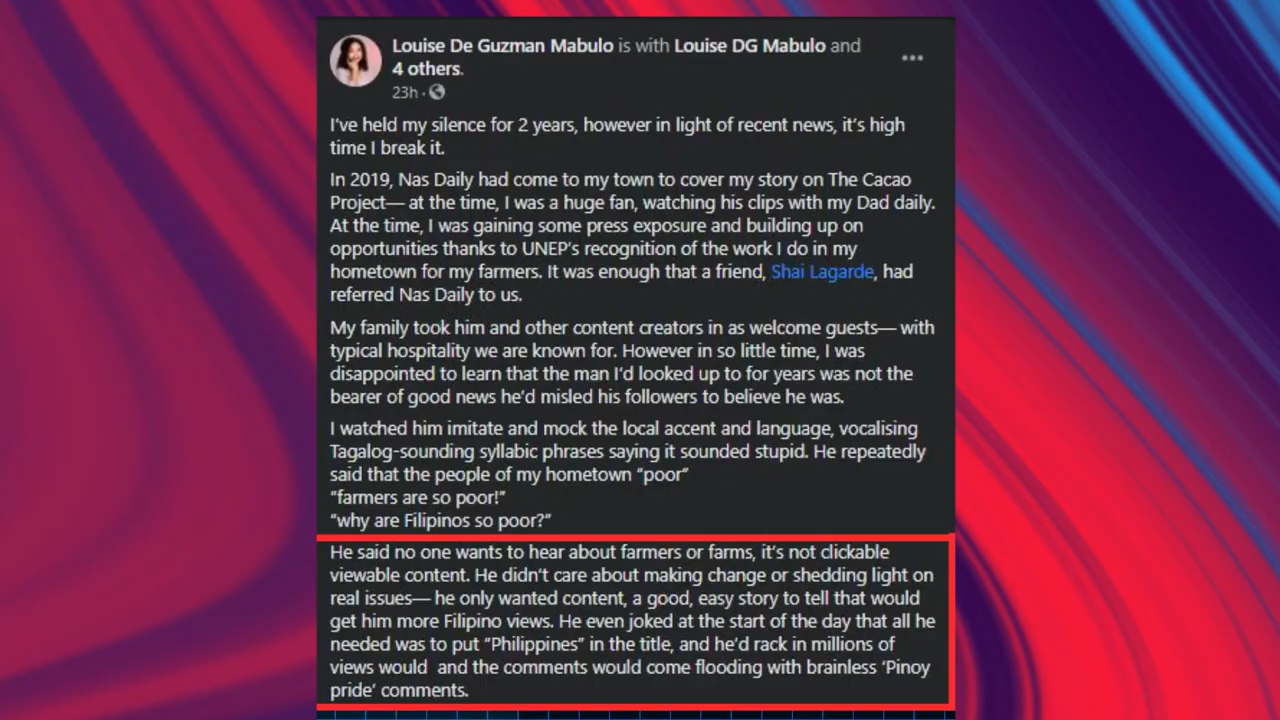 Louise De Guzman Mabulo is with Louise DG Mabulo and
4 others.
23h ·
I've held my silence for 2 years, however in light of recent news, it's high
time I break it.
In 2019, Nas Daily had come to my town to cover my story on The Cacao
Project— at the time, I was a huge fan, watching his clips with my Dad daily.
At the time, I was gaining some press exposure and building up on
opportunities thanks to UNEP's recognition of the work I do in my
hometown for my farmers. It was enough that a friend, Shai Lagarde, had
referred Nas Daily to us.
My family took him and other content creators in as welcome guests— with
typical hospitality we are known for. However in so little time, I was
disappointed to learn that the man I'd looked up to for years was not the
bearer of good news he'd misled his followers to believe he was.
I watched him imitate and mock the local accent and language, vocalising
Tagalog-sounding syllabic phrases saying it sounded stupid. He repeatedly
said that the people of my hometown "poor"
"farmers are so poor!"
"why are Filipinos so poor?"
He said no one wants to hear about farmers or farms, it's not clickable
viewable content. He didn't care about making change or shedding light on
real issues— he only wanted content, a good, easy story to tell that would
get him more Filipino views. He even joked at the start of the day that all he
needed was to put "Philippines" in the title, and he'd rack in millions of
views would and the comments would come flooding with brainless 'Pinoy
pride' comments.